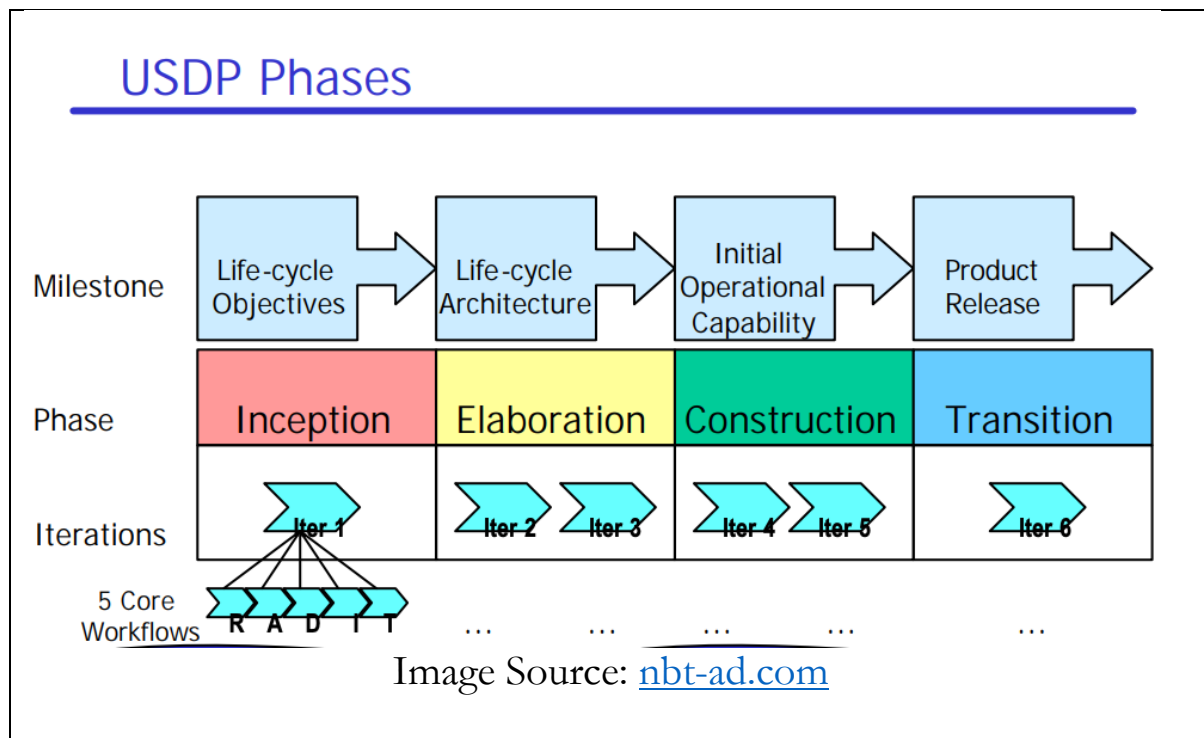 USDP Phases
Milestone
Life-cycle
Objectives
Life-cycle
Architecture
Initial
Operational
Capability
Product
Release
Phase
Inception
Elaboration
Construction
Transition
Iterations
Iter 1
Iter 2
Iter 3
Iter 4
Iter 5
Iter 6
5 Core
Workflows
R A D I T
... ... ... ... ...
Image Source: nbt-ad.com